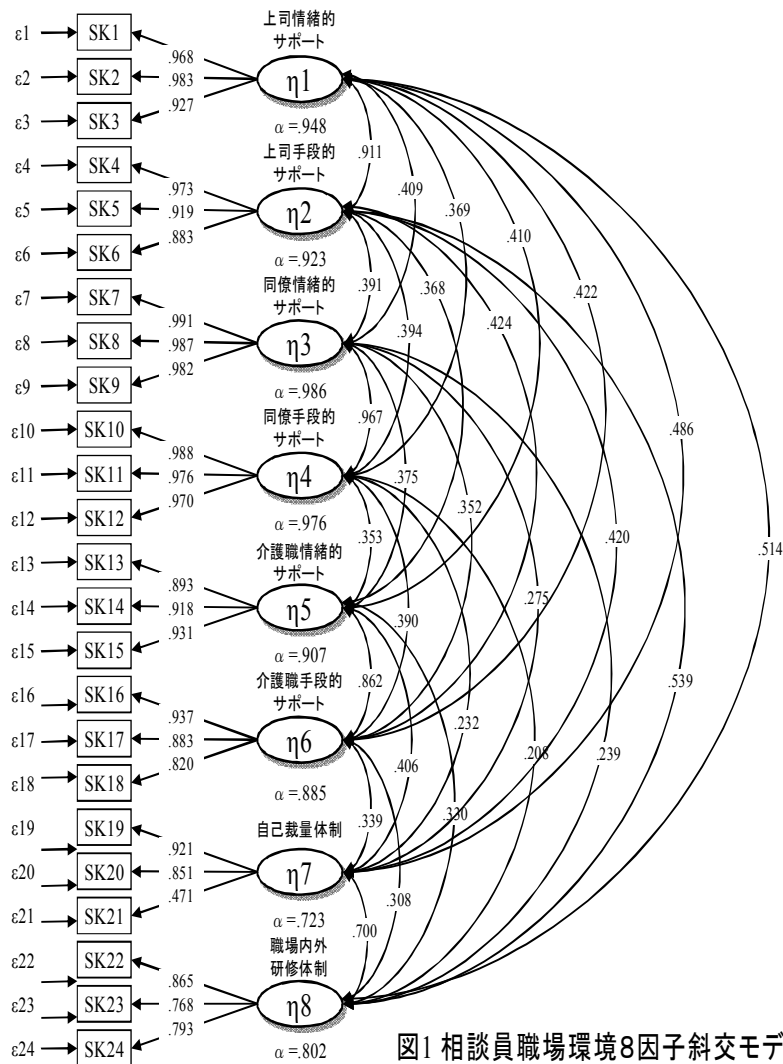 上司情緒的
サポート
ε1 SK1
.968
ε2 SK2 .983 η1
.927
ε3 SK3
α=.948
.911
.409
.369
.410
.422
.486
.514
ε4 SK4
上司手段的
サポート
.973
ε5 SK5 .919 η2
.883
ε6 SK6
α=.923
.391
.394
.368
.424
.420
.539
ε7 SK7
同僚情緒的
サポート
.991
ε8 SK8 .987 η3
.982
ε9 SK9
α=.986
.967
.375
.352
.275
.239
ε10 SK10
同僚手段的
サポート
.988
ε11 SK11 .976 η4
.970
ε12 SK12
α=.976
.353
.390
.232
.208
ε13 SK13
介護職情緒的
サポート
.893
ε14 SK14 .918 η5
.931
ε15 SK15
α=.907
.862
.406
.330
ε16 SK16
介護職手段的
サポート
.937
ε17 SK17 .883 η6
.820
ε18 SK18
α=.885
.339
.308
ε19 SK19
自己裁量体制
.921
ε20 SK20 .851 η7
.471
ε21 SK21
α=.723
.700
ε22 SK22
職場内外
研修体制
.865
ε23 SK23 .768 η8
.793
ε24 SK24
α=.802
図1 相談員職場環境8因子斜交モデ